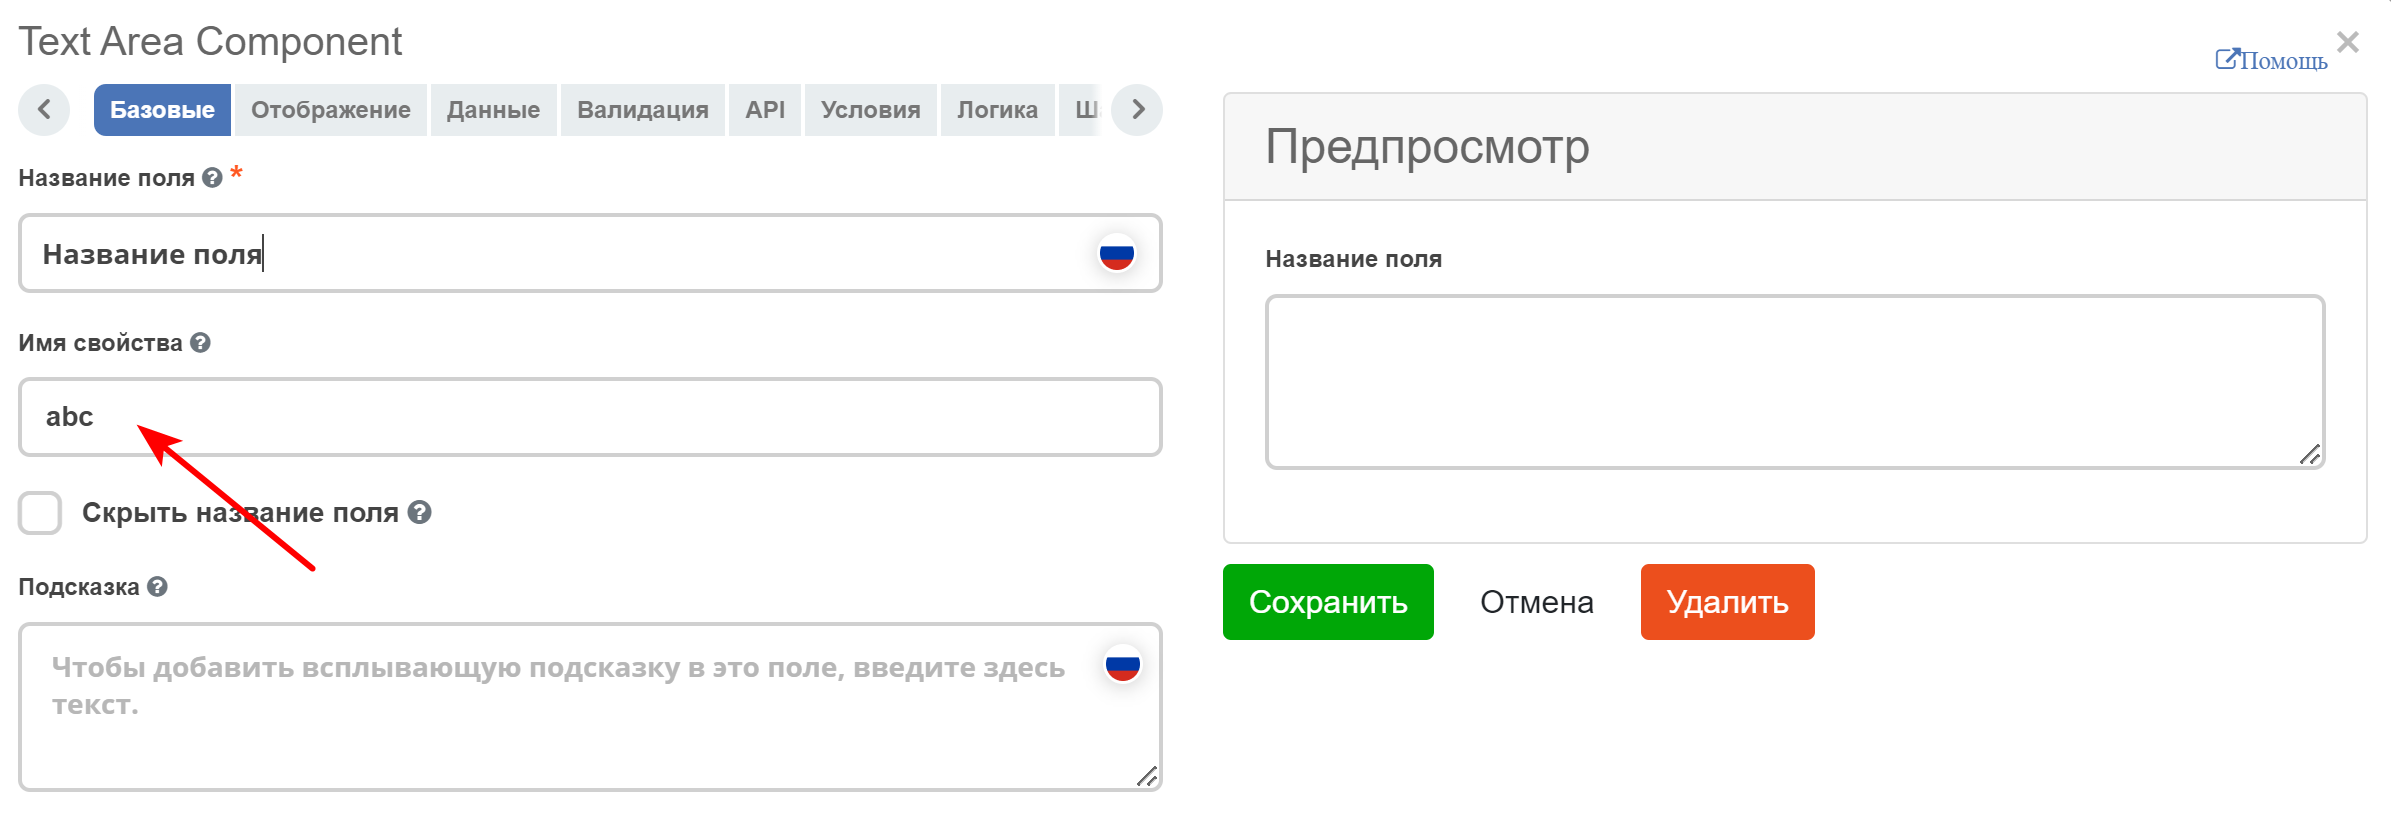 Text Area Component
Помощь
Базовые Отображение Данные Валидация API Условия Логика
Название поля *
Название поля
Имя свойства
abc
Скрыть название поля
Подсказка
Чтобы добавить всплывающую подсказку в это поле, введите здесь
текст.
Предпросмотр
Название поля
Сохранить Отмена Удалить